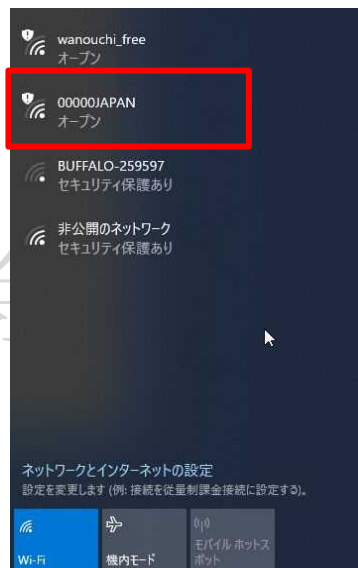 wanouchi_free
オープン
00000JAPAN
オープン
BUFFALO-259597
セキュリティ保護あり
非公開のネットワーク
セキュリティ保護あり
ネットワークとインターネットの設定
設定を変更します (例: 接続を従量制課金接続に設定する)。
Wi-Fi
機内モード
モバイル ホットス
ポット